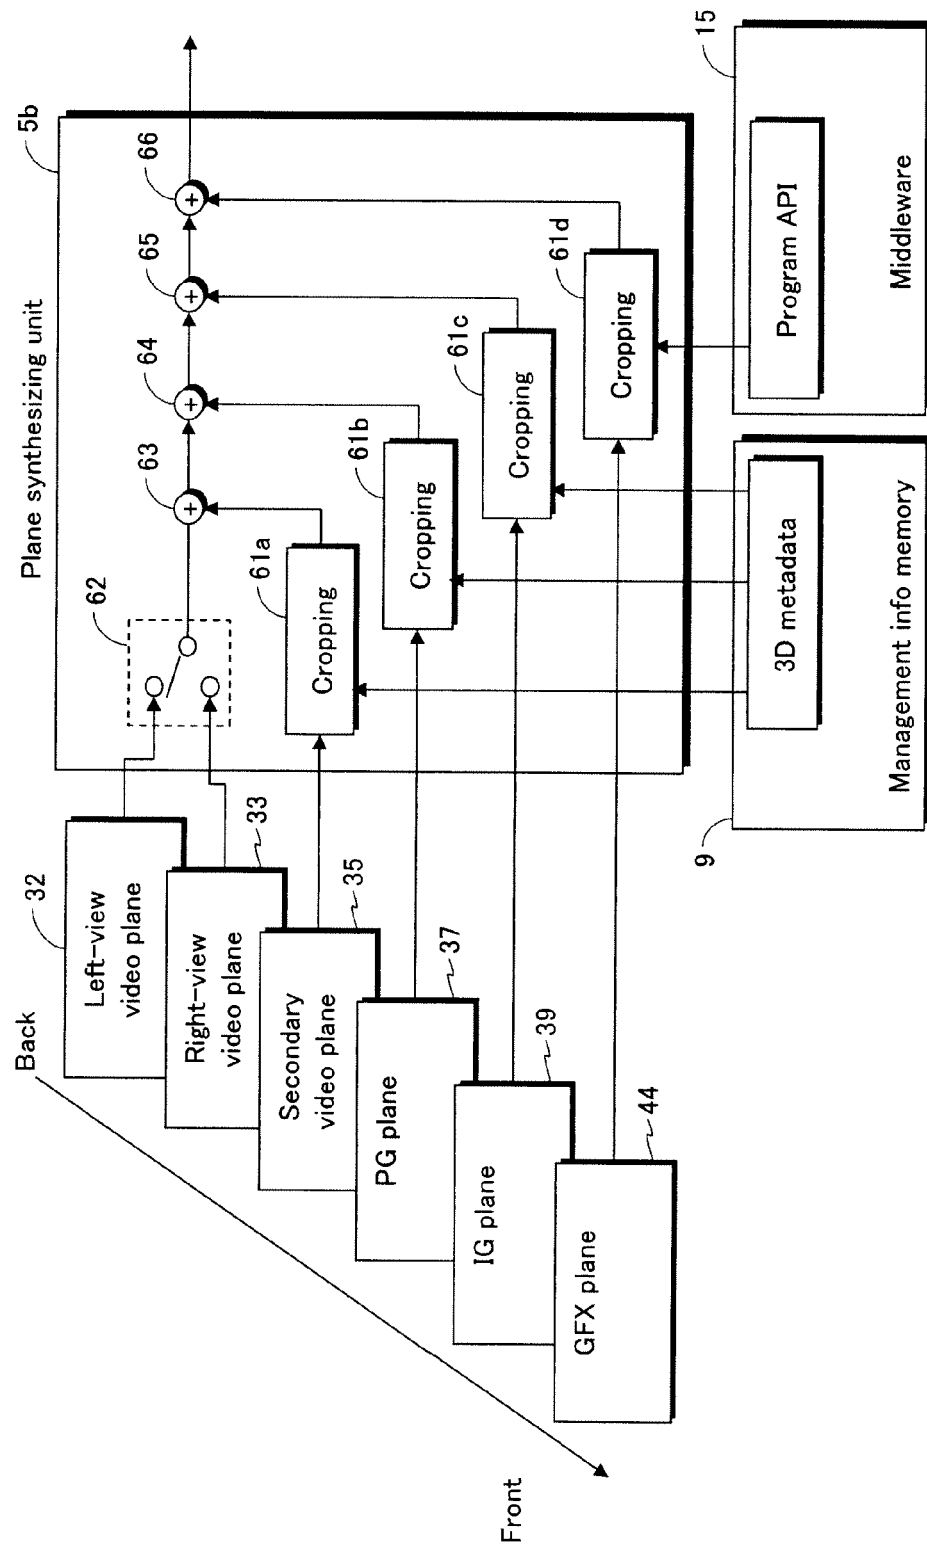 Plane synthesizing unit
5b
Back
32
Left-view
video plane
33
Right-view
video plane
35
Secondary
video plane
37
PG plane
39
IG plane
44
GFX plane
Front
62
63
64
65
66
+
+
+
+
61a
Cropping
61b
Cropping
61c
Cropping
61d
Cropping
9
3D metadata
Management info memory
15
Program API
Middleware